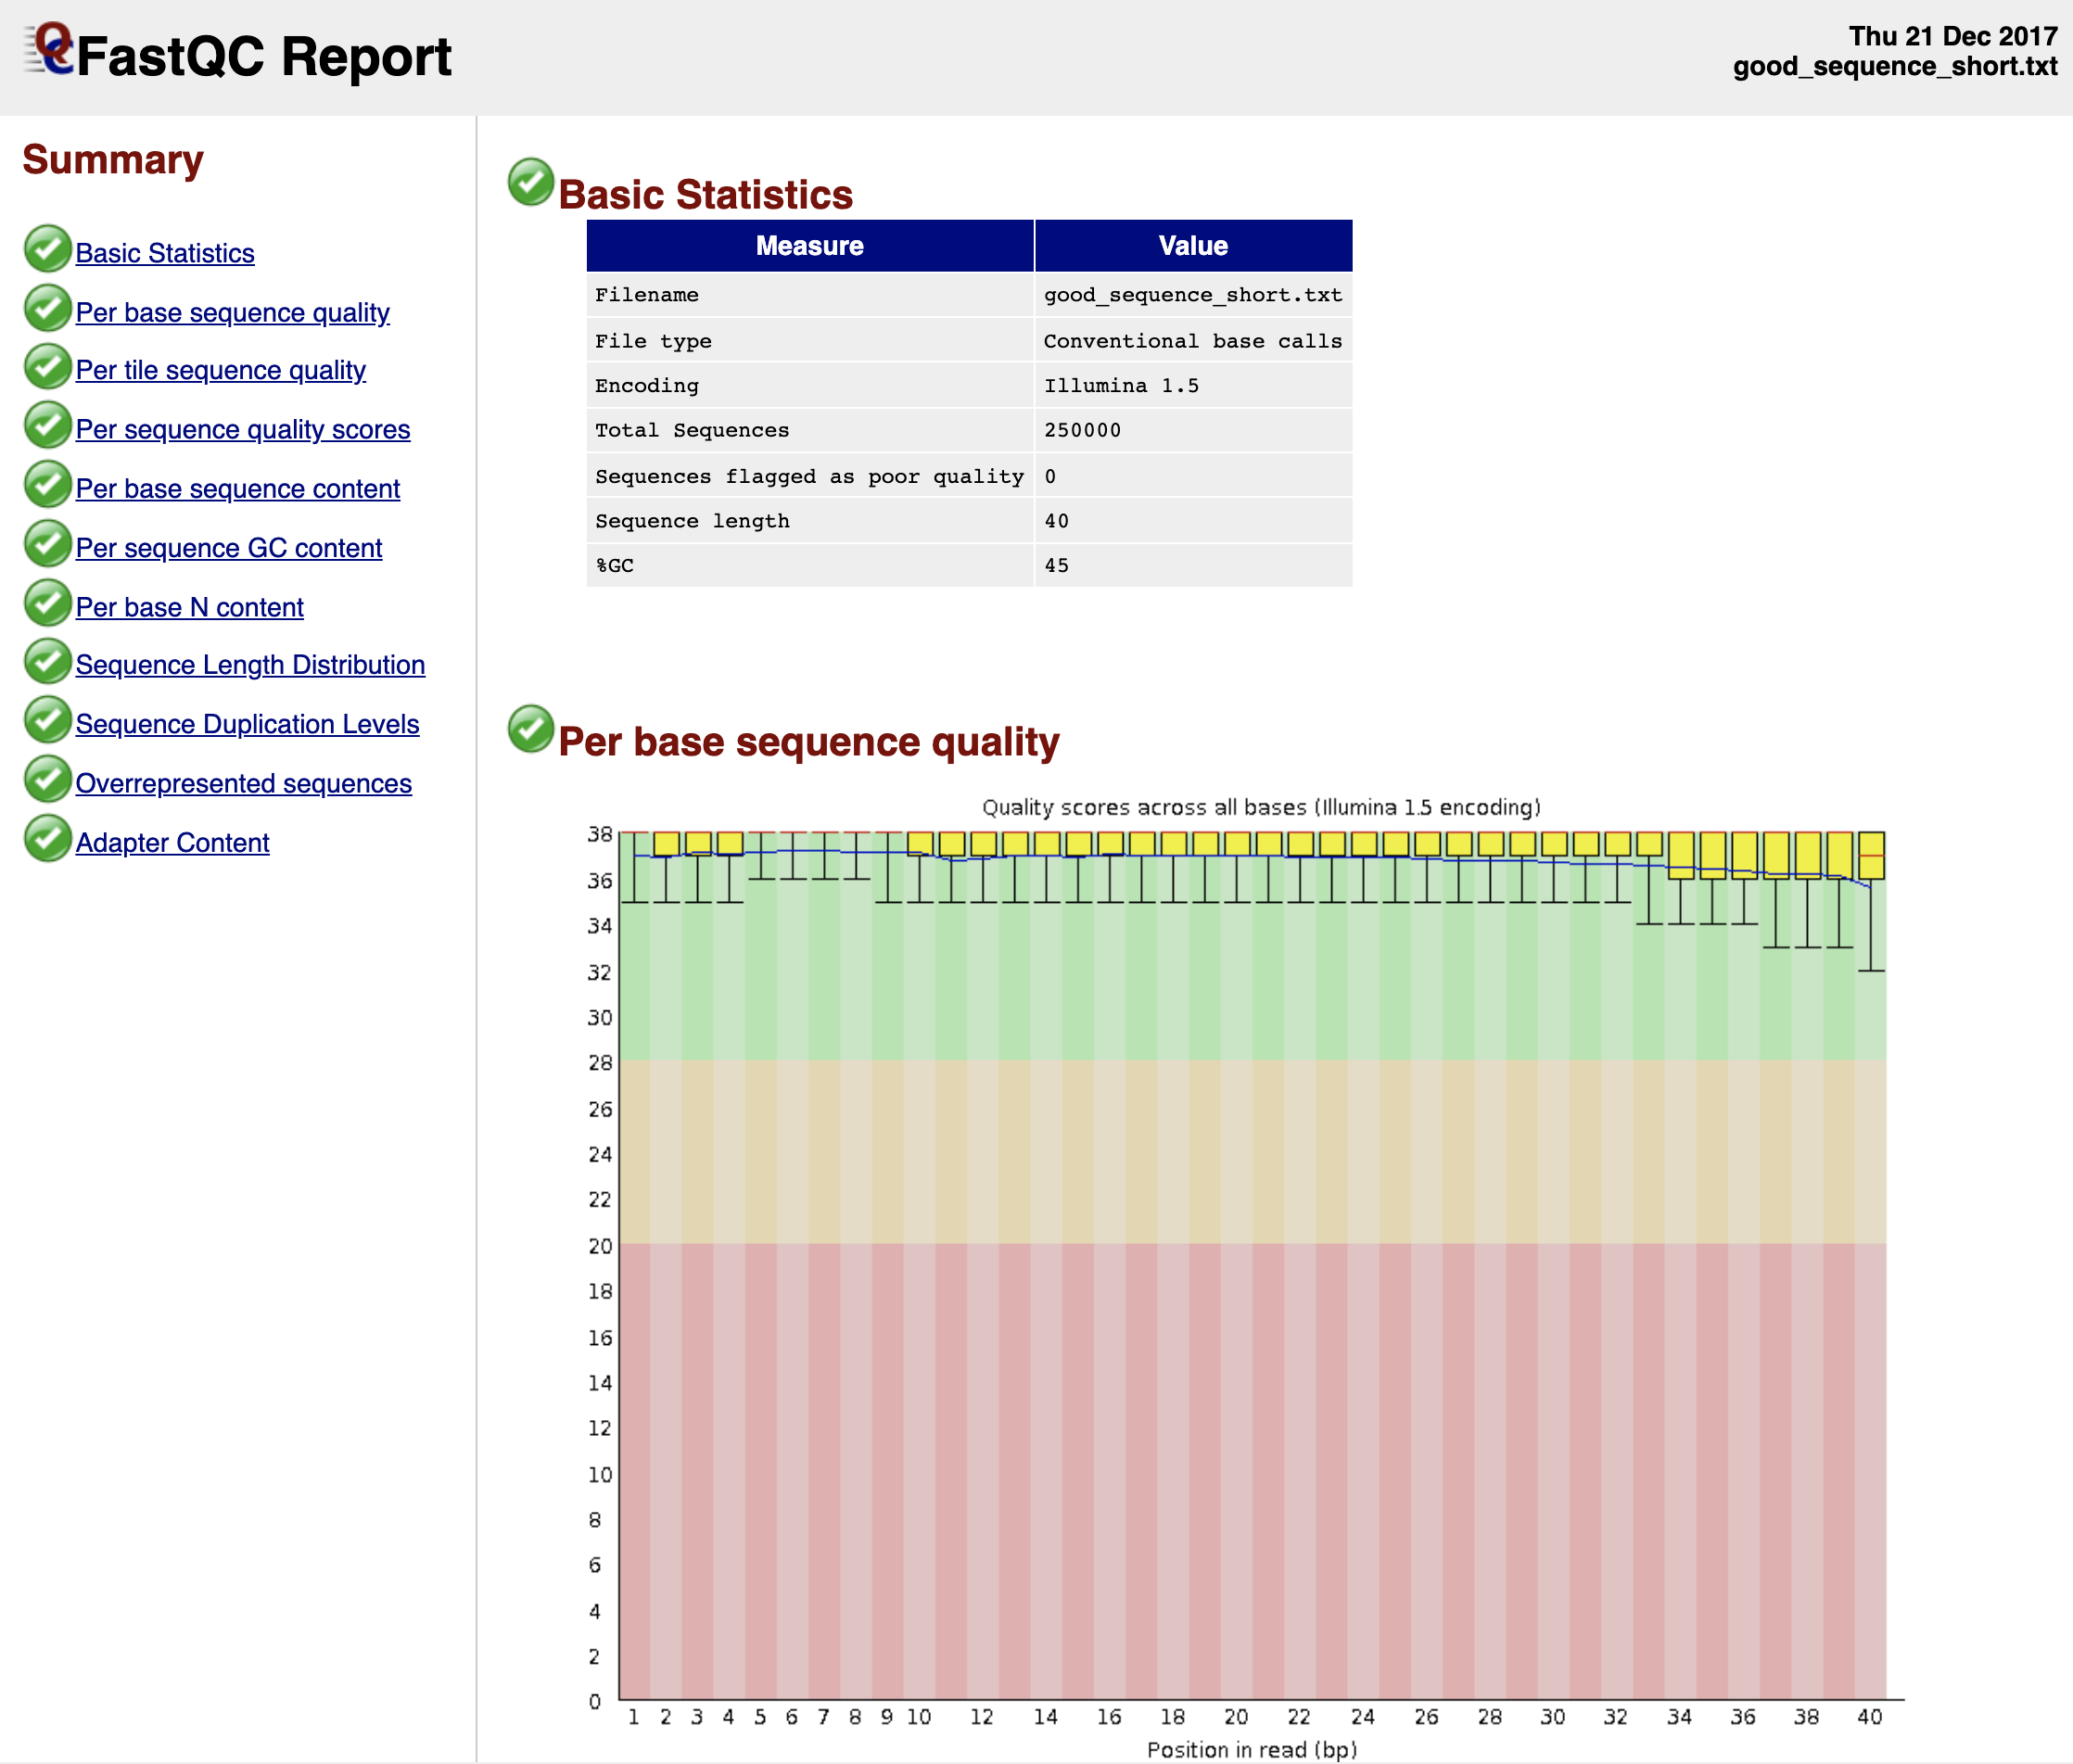 FastQC Report
Thu 21 Dec 2017
good_sequence_short.txt
Summary
Basic Statistics
Per base sequence quality
Per tile sequence quality
Per sequence quality scores
Per base sequence content
Per sequence GC content
Per base N content
Sequence Length Distribution
Sequence Duplication Levels
Overrepresented sequences
Adapter Content
Basic Statistics
Measure Value
Filename good_sequence_short.txt
File type Conventional base calls
Encoding Illumina 1.5
Total Sequences 250000
Sequences flagged as poor quality 0
Sequence length 40
%GC 45
Per base sequence quality
Quality scores across all bases (Illumina 1.5 encoding)
38
36
34
32
30
28
26
24
22
20
18
16
14
12
10
8
6
4
2
0
1 2 3 4 5 6 7 8 9 10 12 14 16 18 20 22 24 26 28 30 32 34 36 38 40
Position in read (bp)